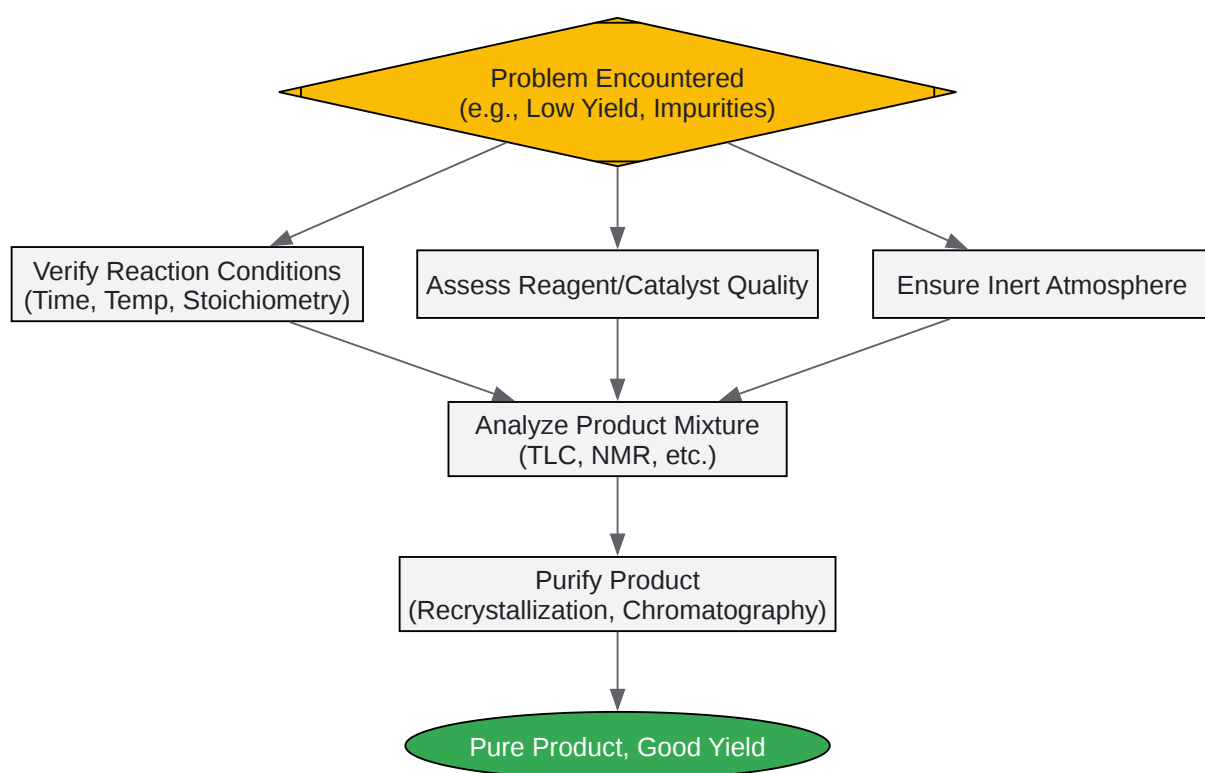 Problem Encountered
(e.g., Low Yield, Impurities)
Verify Reaction Conditions
(Time, Temp, Stoichiometry)
Assess Reagent/Catalyst Quality
Ensure Inert Atmosphere
Analyze Product Mixture
(TLC, NMR, etc.)
Purify Product
(Recrystallization, Chromatography)
Pure Product, Good Yield